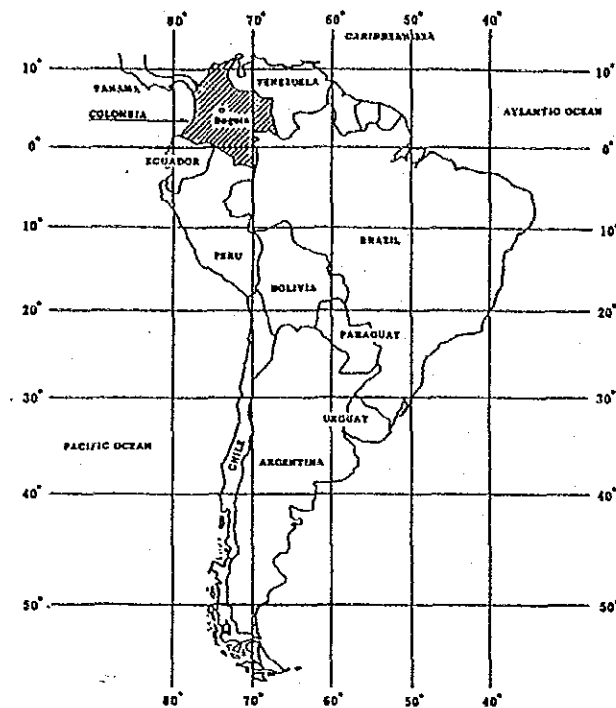 80° 70° 60° 50° 40°
CARIBBEAN SEA
10° 10°
VENEZUELA
PANAMA
COLOMBIA
Bogota
ATLANTIC OCEAN
0° 0°
ECUADOR
10° 10°
BRAZIL
PERU
BOLIVIA
20° 20°
PARAGUAY
30° 30°
URUGUAY
PACIFIC OCEAN
CHILE
ARGENTINA
40° 40°
50° 50°
80° 70° 60° 50° 40°